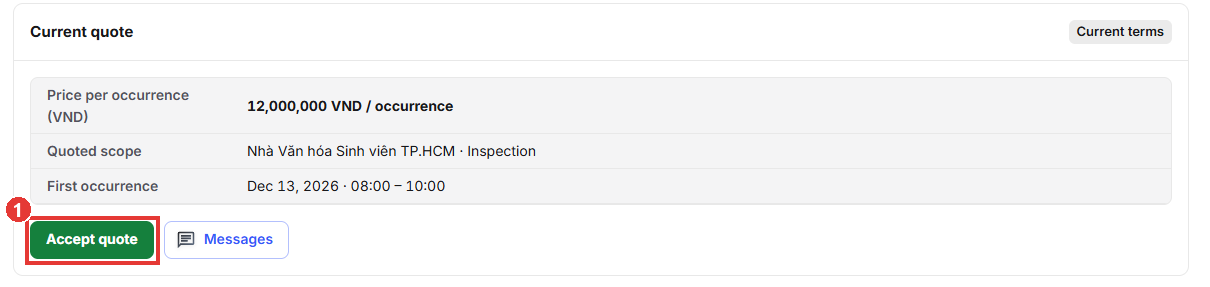 Current quote
Current terms
Price per occurrence
(VND)
12,000,000 VND / occurrence
Quoted scope
Nhà Văn hóa Sinh viên TP.HCM · Inspection
First occurrence
Dec 13, 2026 · 08:00 – 10:00
1
Accept quote
Messages